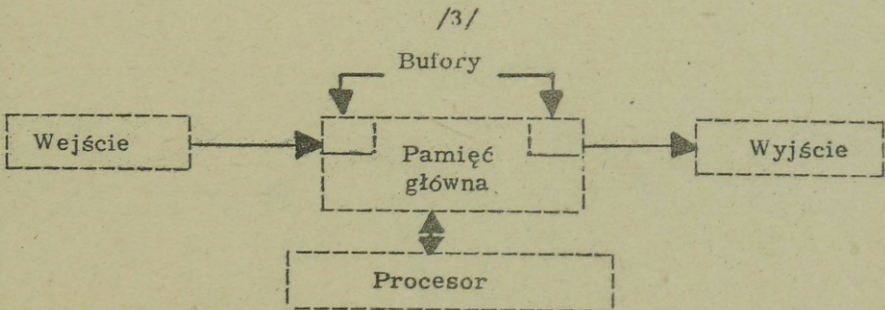 /3/
Bufory
Wejście
Pamięć
główna
Wyjście
Procesor